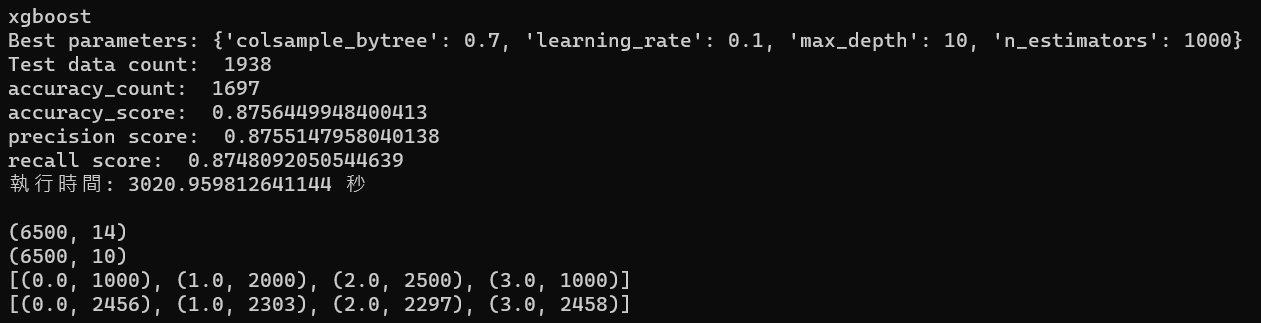 xgboost
Best parameters: {'colsample_bytree': 0.7, 'learning_rate': 0.1, 'max_depth': 10, 'n_estimators': 1000}
Test data count:  1938
accuracy_count:  1697
accuracy_score:  0.8756449948400413
precision score:  0.8755147958040138
recall score:  0.8748092050544639
執行時間: 3020.959812641144 秒
(6500, 14)
(6500, 10)
[(0.0, 1000), (1.0, 2000), (2.0, 2500), (3.0, 1000)]
[(0.0, 2456), (1.0, 2303), (2.0, 2297), (3.0, 2458)]